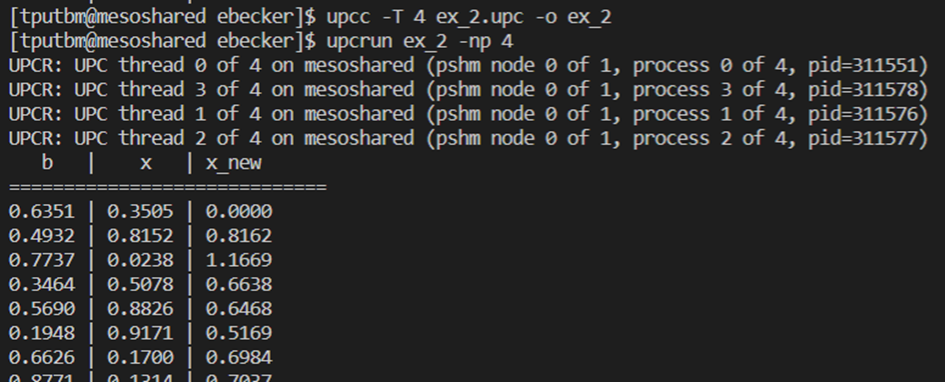 [tputbm@mesoshared ebecker]$ upcc -T 4 ex_2.upc -o ex_2
[tputbm@mesoshared ebecker]$ upcrun ex_2 -np 4
UPCR: UPC thread 0 of 4 on mesoshared (pshm node 0 of 1, process 0 of 4, pid=311551)
UPCR: UPC thread 3 of 4 on mesoshared (pshm node 0 of 1, process 3 of 4, pid=311578)
UPCR: UPC thread 1 of 4 on mesoshared (pshm node 0 of 1, process 1 of 4, pid=311576)
UPCR: UPC thread 2 of 4 on mesoshared (pshm node 0 of 1, process 2 of 4, pid=311577)
   b   |    x   | x_new
=============================
0.6351 | 0.3505 | 0.0000
0.4932 | 0.8152 | 0.8162
0.7737 | 0.0238 | 1.1669
0.3464 | 0.5078 | 0.6638
0.5690 | 0.8826 | 0.6468
0.1948 | 0.9171 | 0.5169
0.6626 | 0.1700 | 0.6984
0.8771 | 0.1314 | 0.7037